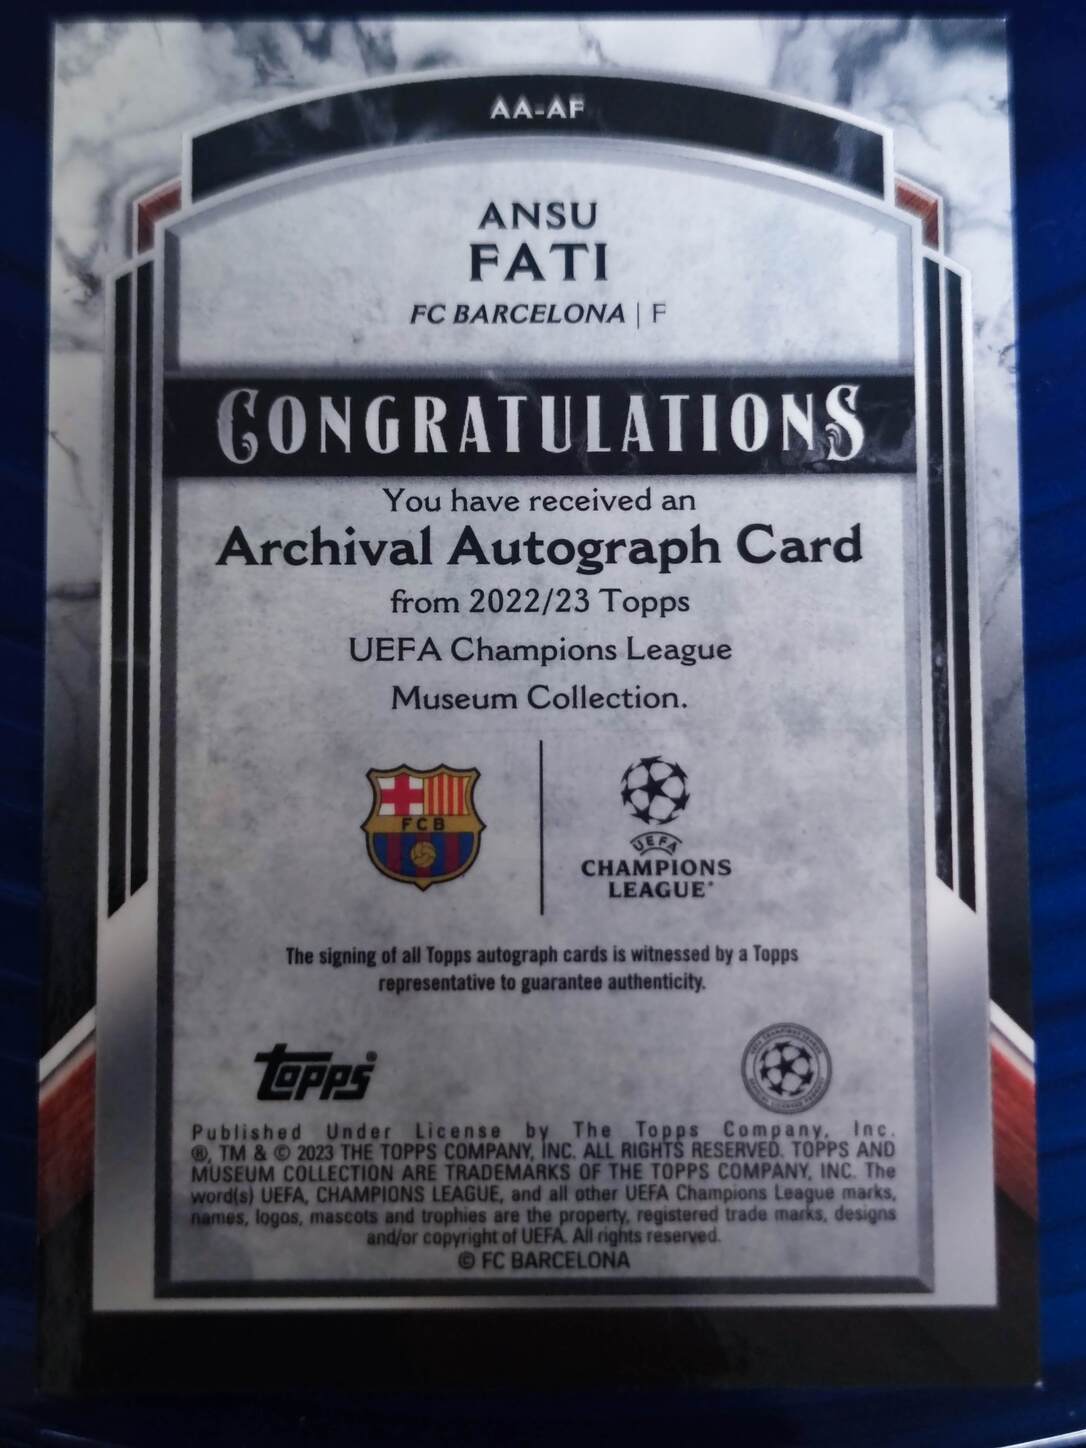 AA-AF
ANSU
FATI
FC BARCELONA | F
CONGRATULATIONS
You have received an
Archival Autograph Card
from 2022/23 Topps
UEFA Champions League
Museum Collection.
FCB
UEFA
CHAMPIONS
LEAGUE®
The signing of all Topps autograph cards is witnessed by a Topps
representative to guarantee authenticity.
topps®
Published Under License by The Topps Company, Inc.
®, TM & © 2023 THE TOPPS COMPANY, INC. ALL RIGHTS RESERVED. TOPPS AND
MUSEUM COLLECTION ARE TRADEMARKS OF THE TOPPS COMPANY, INC. The
word(s) UEFA, CHAMPIONS LEAGUE, and all other UEFA Champions League marks,
names, logos, mascots and trophies are the property, registered trade marks, designs
and/or copyright of UEFA. All rights reserved.
© FC BARCELONA